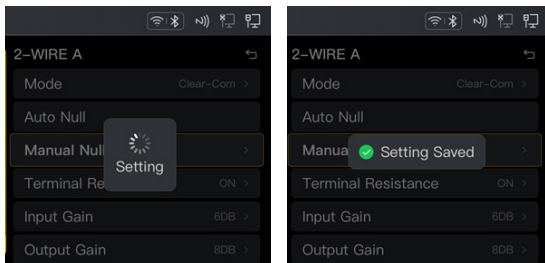 2-WIRE A
Mode
Clear-Com >
Auto Null
Manual Null
>
Setting
Terminal Re
ON >
Input Gain
6DB >
Output Gain
8DB >
2-WIRE A
Mode
Clear-Com >
Auto Null
Manua
>
Setting Saved
Terminal Resistance
ON >
Input Gain
6DB >
Output Gain
8DB >